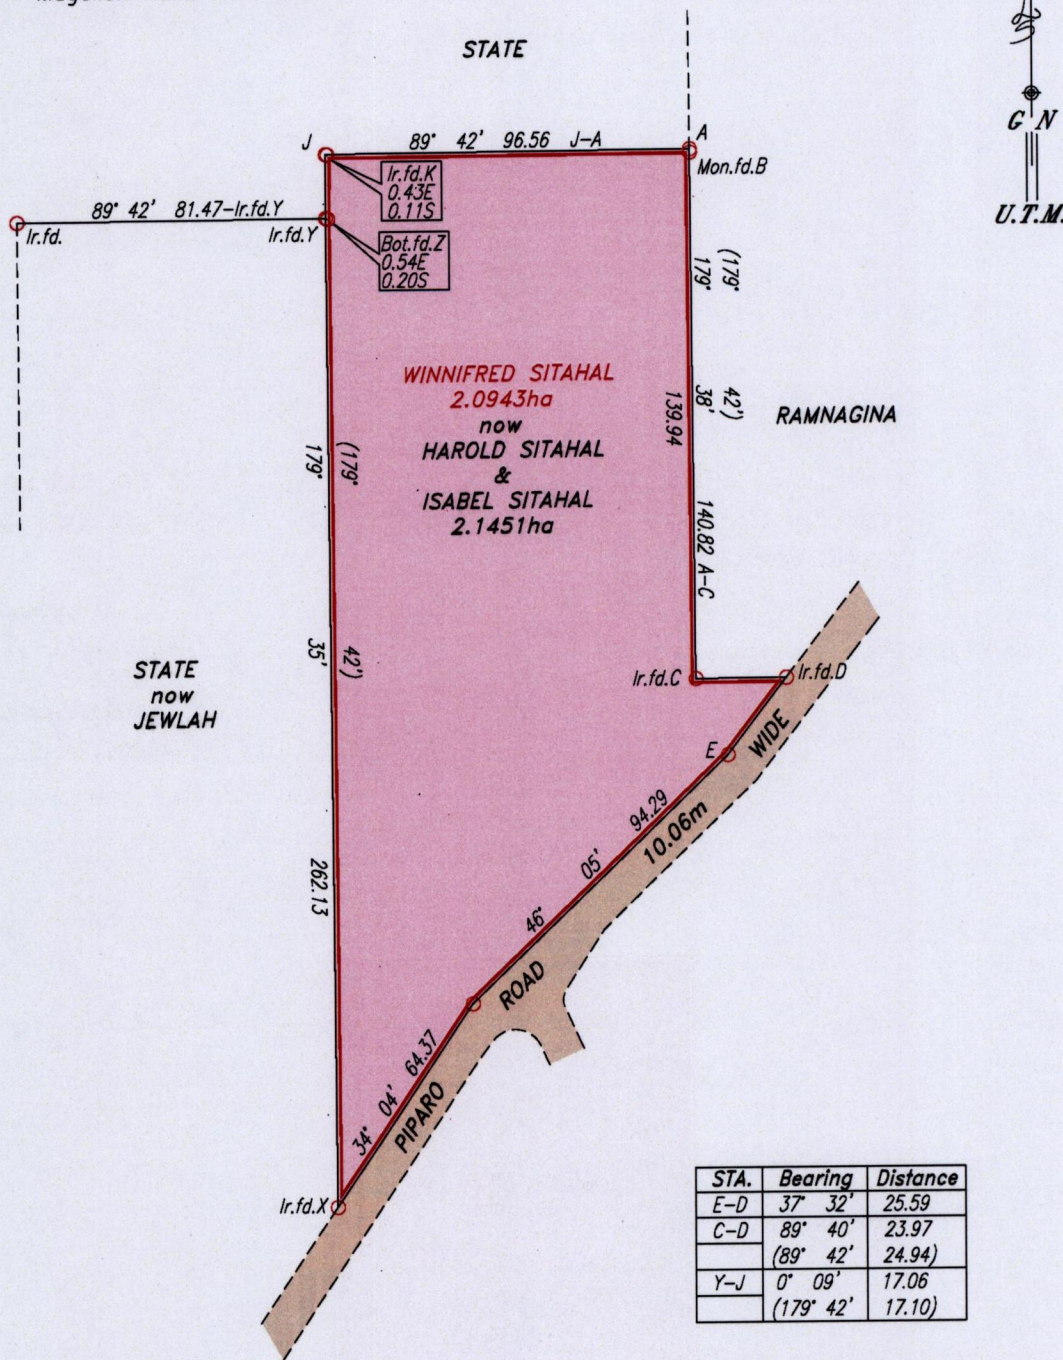 STATE
G N
U.T.M.
J
89° 42' 96.56 J-A
A
Mon.fd.B
Ir.fd.K
0.43E
0.11S
89° 42' 81.47-Ir.fd.Y
Ir.fd.
Ir.fd.Y
Bot.fd.Z
0.54E
0.20S
(179° 42')
179° 38'
139.94
140.82 A-C
WINNIFRED SITAHAL
2.0943ha
now
HAROLD SITAHAL
&
ISABEL SITAHAL
2.1451ha
RAMNAGINA
(179° 42')
179° 35'
262.13
STATE
now
JEWLAH
Ir.fd.C
Ir.fd.D
E
46° 05' 94.29
34° 04' 64.37
PIPARO ROAD 10.06m WIDE
Ir.fd.X
STA. Bearing Distance
E-D 37° 32' 25.59
C-D 89° 40' 23.97
(89° 42' 24.94)
Y-J 0° 09' 17.06
(179° 42' 17.10)